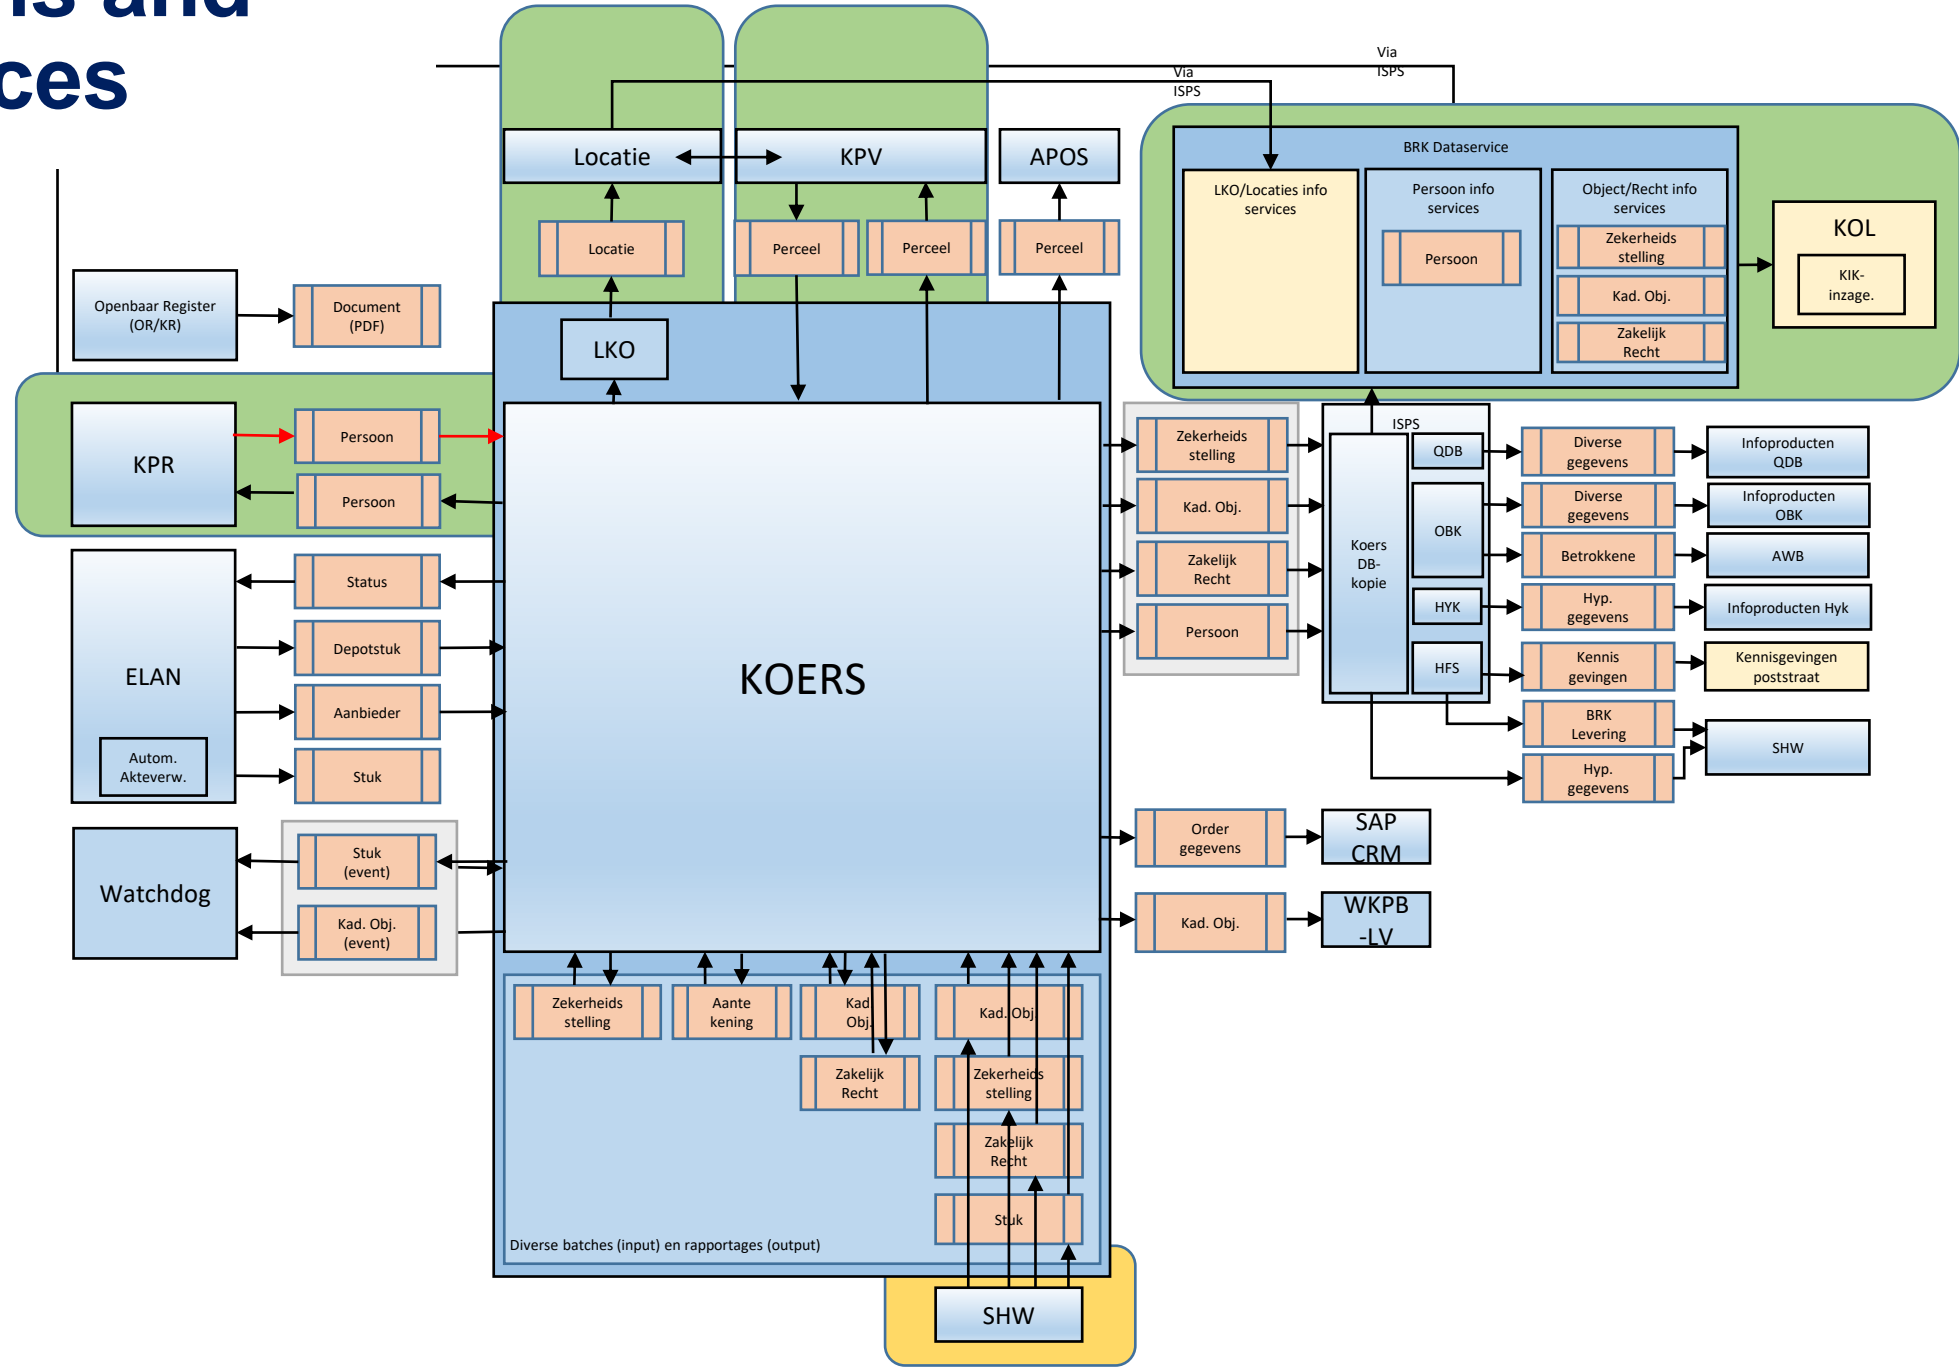 ns and
ces
Via
ISPS
Via
ISPS
Locatie
KPV
APOS
BRK Dataservice
LKO/Locaties info
services
Persoon info
services
Object/Recht info
services
Persoon
Zekerheids
stelling
Kad. Obj.
Zakelijk
Recht
KOL
KIK-
inzage.
Locatie
Perceel
Perceel
Perceel
Openbaar Register
(OR/KR)
Document
(PDF)
LKO
KPR
Persoon
Persoon
ELAN
Autom.
Akteverw.
Status
Depotstuk
Aanbieder
Stuk
Watchdog
Stuk
(event)
Kad. Obj.
(event)
KOERS
Zekerheids
stelling
Kad. Obj.
Zakelijk
Recht
Persoon
ISPS
Koers
DB-
kopie
QDB
OBK
HYK
HFS
Diverse
gegevens
Infoproducten
QDB
Diverse
gegevens
Infoproducten
OBK
Betrokkene
AWB
Hyp.
gegevens
Infoproducten Hyk
Kennis
gevingen
Kennisgevingen
poststraat
BRK
Levering
SHW
Hyp.
gegevens
Order
gegevens
SAP
CRM
Kad. Obj.
WKPB
-LV
Zekerheids
stelling
Aante
kening
Kad.
Obj.
Kad. Obj.
Zakelijk
Recht
Zekerheids
stelling
Zakelijk
Recht
Stuk
Diverse batches (input) en rapportages (output)
SHW